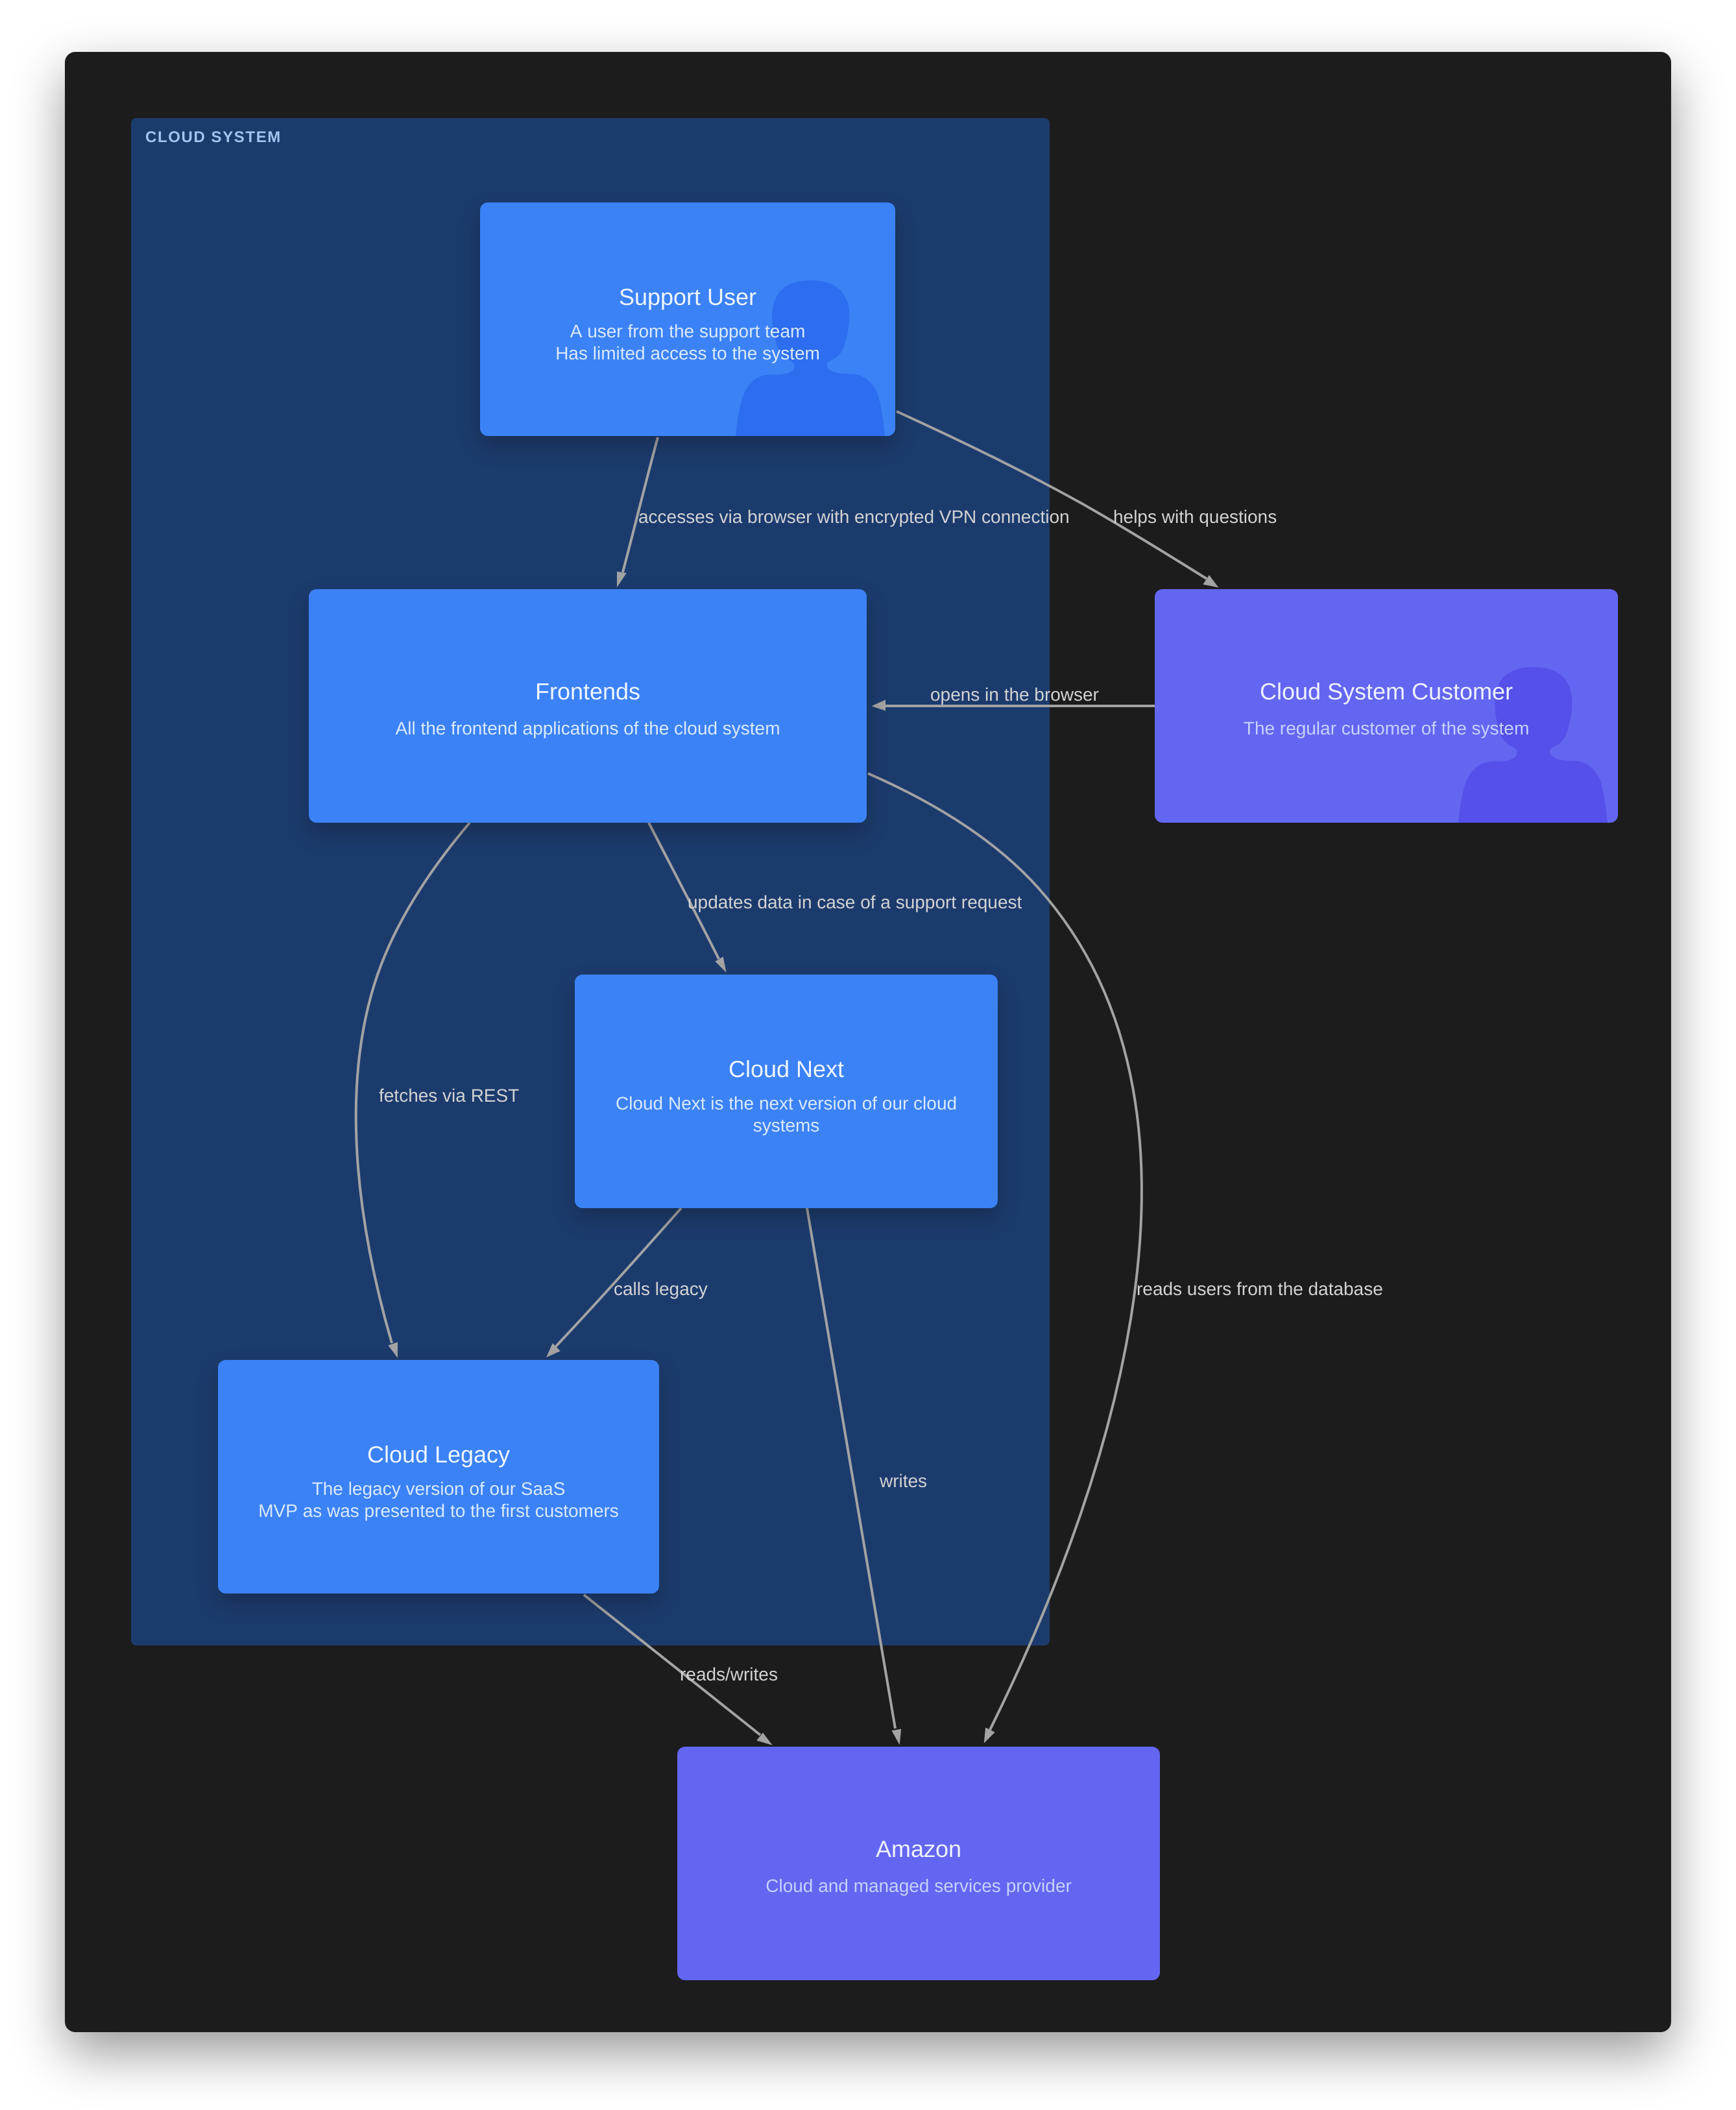 CLOUD SYSTEM
Support User
A user from the support team
Has limited access to the system
accesses via browser with encrypted VPN connection
helps with questions
Frontends
All the frontend applications of the cloud system
opens in the browser
Cloud System Customer
The regular customer of the system
updates data in case of a support request
Cloud Next
Cloud Next is the next version of our cloud
systems
fetches via REST
calls legacy
reads users from the database
Cloud Legacy
The legacy version of our SaaS
MVP as was presented to the first customers
writes
reads/writes
Amazon
Cloud and managed services provider